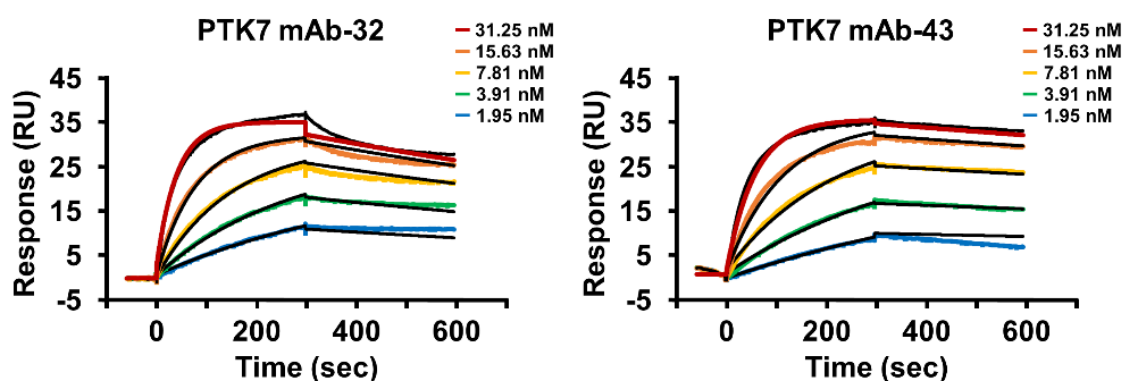 PTK7 mAb-32
31.25 nM
15.63 nM
7.81 nM
3.91 nM
1.95 nM
Response (RU)
45
35
25
15
5
-5
0
200
400
600
Time (sec)
PTK7 mAb-43
31.25 nM
15.63 nM
7.81 nM
3.91 nM
1.95 nM
Response (RU)
45
35
25
15
5
-5
0
200
400
600
Time (sec)